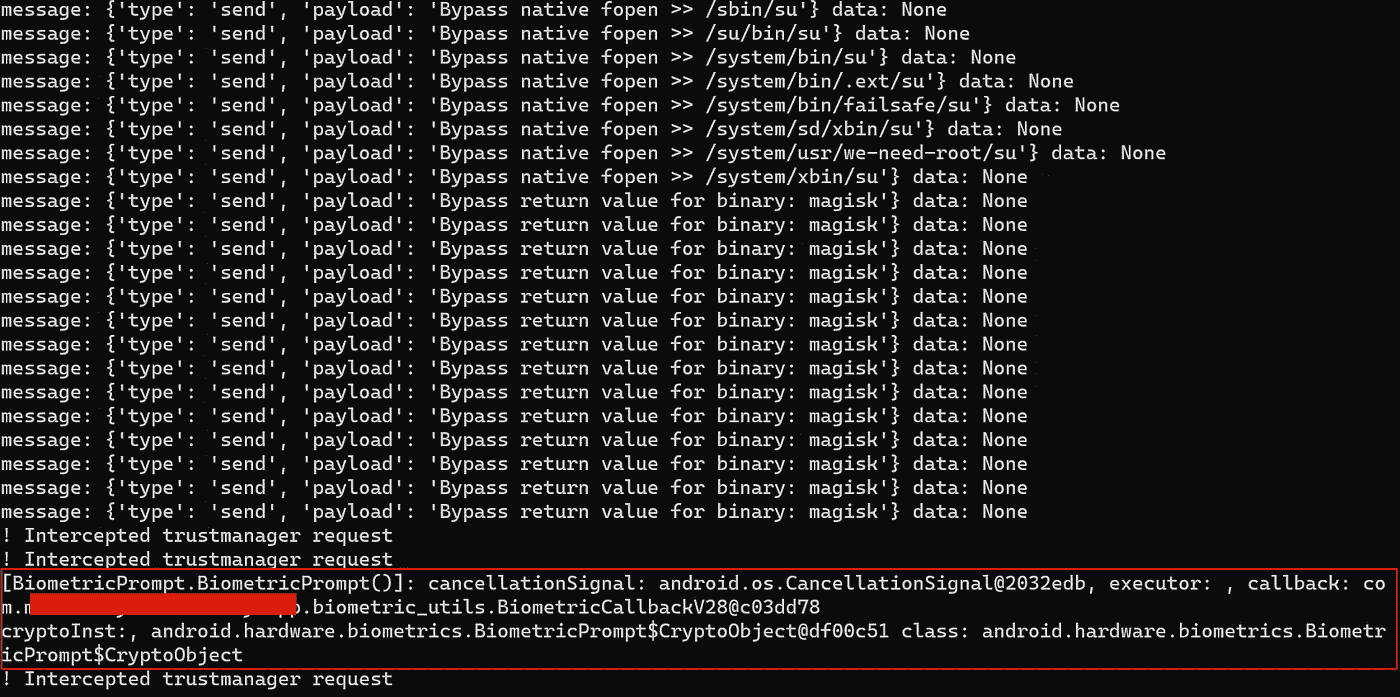 message: {'type': 'send', 'payload': 'Bypass native fopen >> /sbin/su'} data: None
message: {'type': 'send', 'payload': 'Bypass native fopen >> /su/bin/su'} data: None
message: {'type': 'send', 'payload': 'Bypass native fopen >> /system/bin/su'} data: None
message: {'type': 'send', 'payload': 'Bypass native fopen >> /system/bin/.ext/su'} data: None
message: {'type': 'send', 'payload': 'Bypass native fopen >> /system/bin/failsafe/su'} data: None
message: {'type': 'send', 'payload': 'Bypass native fopen >> /system/sd/xbin/su'} data: None
message: {'type': 'send', 'payload': 'Bypass native fopen >> /system/usr/we-need-root/su'} data: None
message: {'type': 'send', 'payload': 'Bypass native fopen >> /system/xbin/su'} data: None
message: {'type': 'send', 'payload': 'Bypass return value for binary: magisk'} data: None
message: {'type': 'send', 'payload': 'Bypass return value for binary: magisk'} data: None
message: {'type': 'send', 'payload': 'Bypass return value for binary: magisk'} data: None
message: {'type': 'send', 'payload': 'Bypass return value for binary: magisk'} data: None
message: {'type': 'send', 'payload': 'Bypass return value for binary: magisk'} data: None
message: {'type': 'send', 'payload': 'Bypass return value for binary: magisk'} data: None
message: {'type': 'send', 'payload': 'Bypass return value for binary: magisk'} data: None
message: {'type': 'send', 'payload': 'Bypass return value for binary: magisk'} data: None
message: {'type': 'send', 'payload': 'Bypass return value for binary: magisk'} data: None
message: {'type': 'send', 'payload': 'Bypass return value for binary: magisk'} data: None
message: {'type': 'send', 'payload': 'Bypass return value for binary: magisk'} data: None
message: {'type': 'send', 'payload': 'Bypass return value for binary: magisk'} data: None
message: {'type': 'send', 'payload': 'Bypass return value for binary: magisk'} data: None
message: {'type': 'send', 'payload': 'Bypass return value for binary: magisk'} data: None
! Intercepted trustmanager request
! Intercepted trustmanager request
[BiometricPrompt.BiometricPrompt()]: cancellationSignal: android.os.CancellationSignal@2032edb, executor: , callback: co
m. .biometric_utils.BiometricCallbackV28@c03dd78
cryptoInst:, android.hardware.biometrics.BiometricPrompt$CryptoObject@df00c51 class: android.hardware.biometrics.Biometr
icPrompt$CryptoObject
! Intercepted trustmanager request